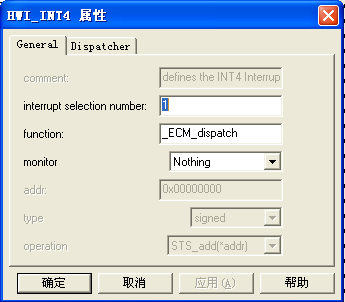 HWI_INT4 属性
General
Dispatcher
comment: defines the INT4 Interrup
interrupt selection number: 1
function: _ECM_dispatch
monitor Nothing
addr: 0x00000000
type signed
operation STS_add(*addr)
确定 取消 应用(A) 帮助